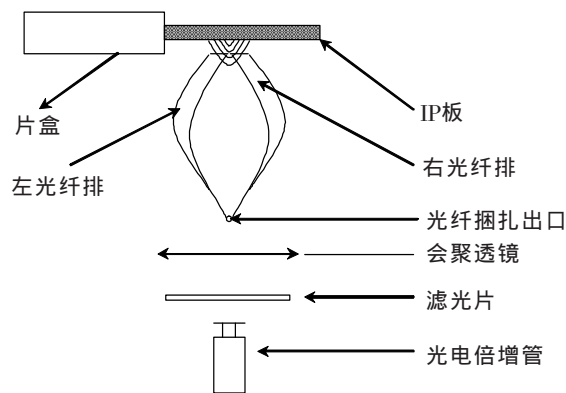 IP板
片盒
右光纤排
左光纤排
光纤捆扎出口
会聚透镜
滤光片
光电倍增管